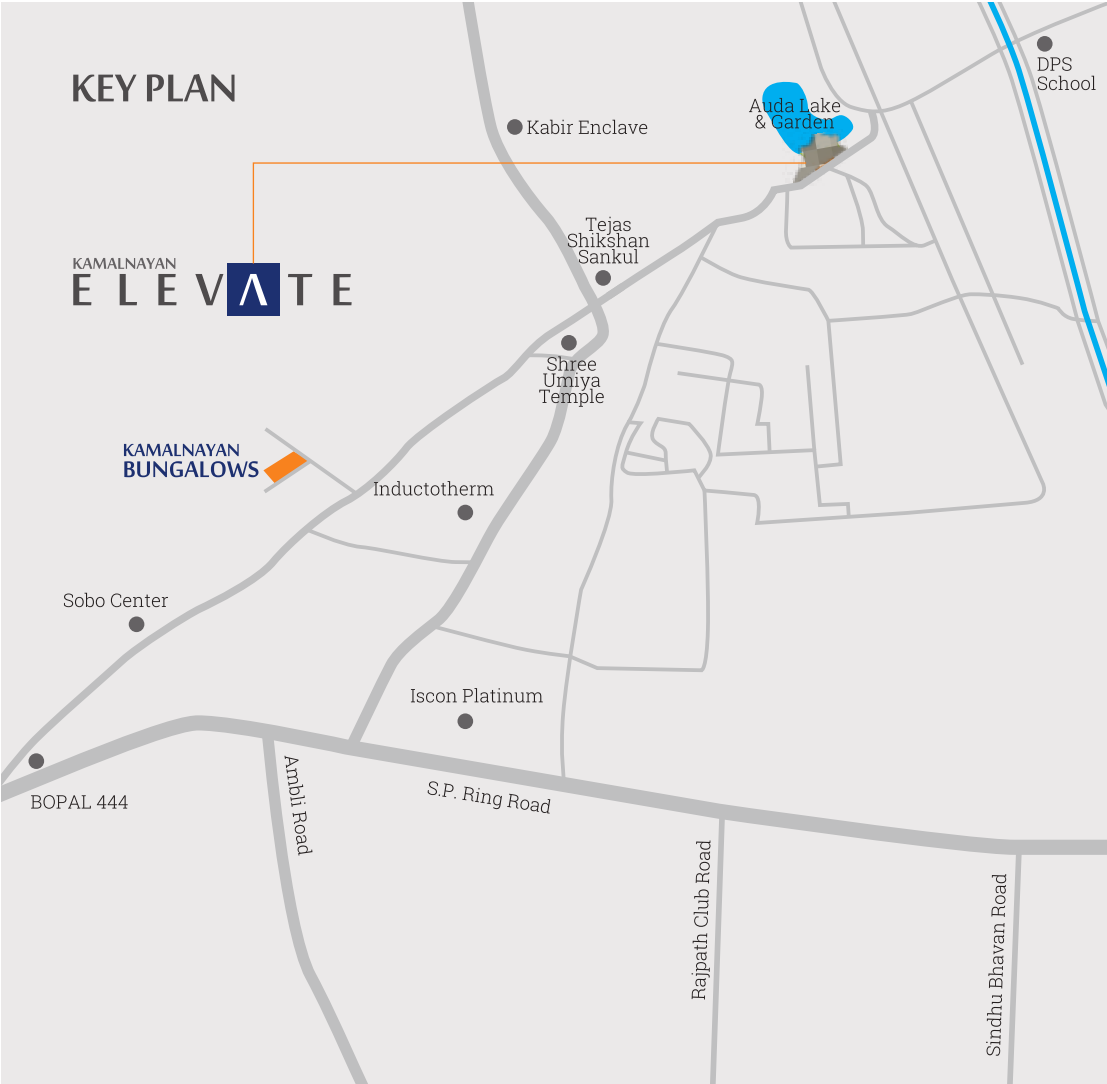 KEY PLAN
DPS
School
Auda Lake
& Garden
Kabir Enclave
Tejas
Shikshan
Sankul
KAMALNAYAN
ELEVATE
Shree
Umiya
Temple
KAMALNAYAN
BUNGALOWS
Inductotherm
Sobo Center
Iscon Platinum
BOPAL 444
Ambli Road
S.P. Ring Road
Rajpath Club Road
Sindhu Bhavan Road